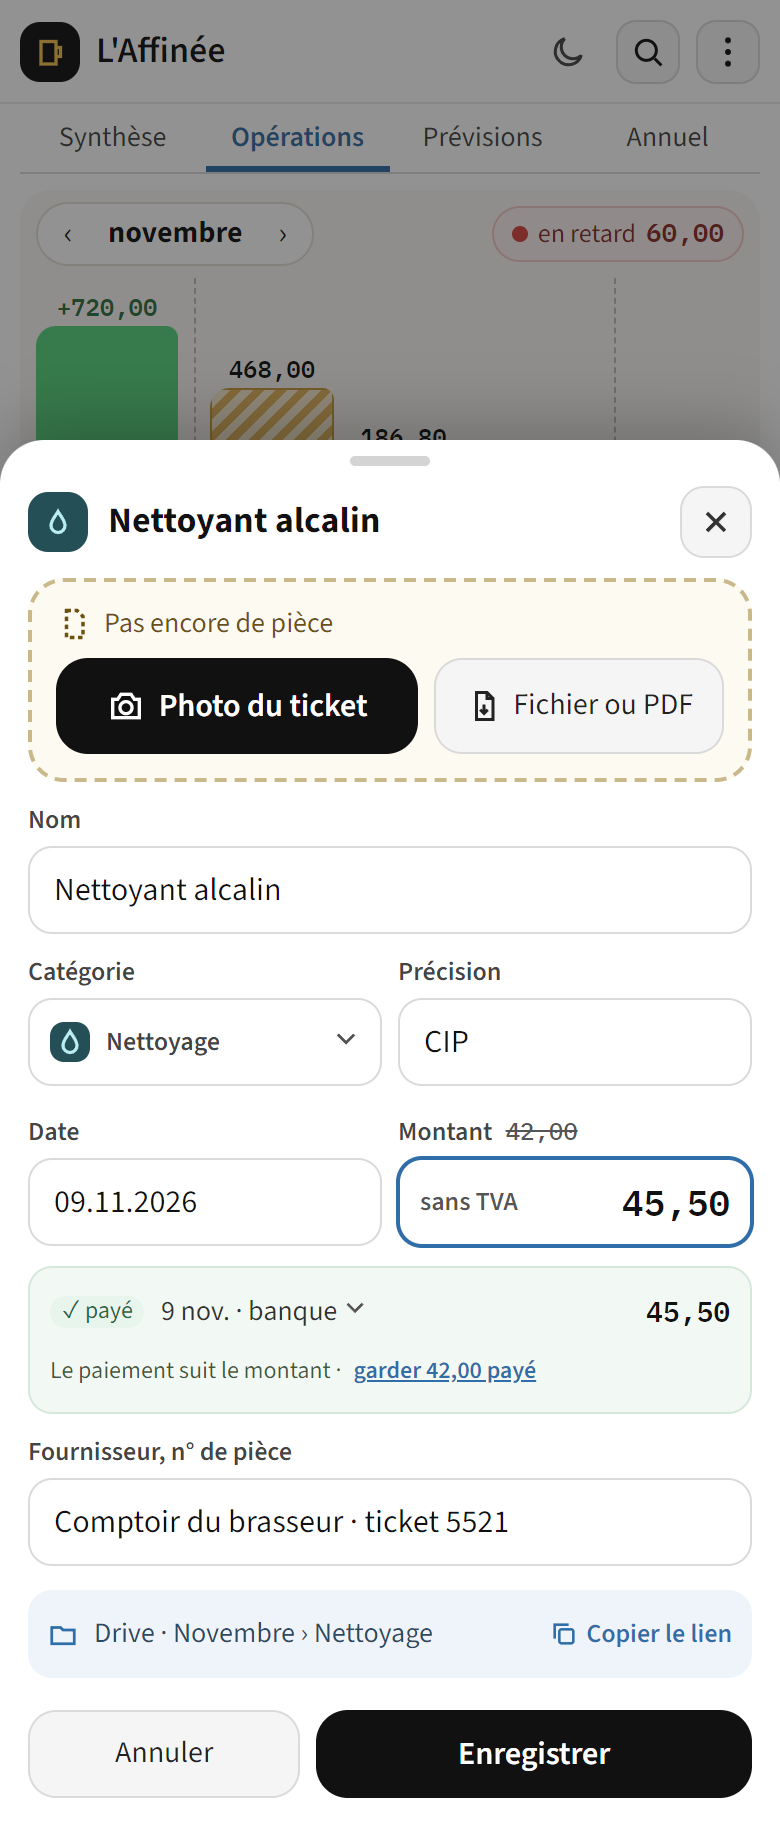 L'Affinée
Synthèse Opérations Prévisions Annuel
‹ novembre › en retard 60,00
+720,00
468,00
186,80
Nettoyant alcalin
Pas encore de pièce
Photo du ticket Fichier ou PDF
Nom
Nettoyant alcalin
Catégorie Précision
Nettoyage CIP
Date Montant 42,00
09.11.2026 sans TVA 45,50
✓ payé 9 nov. · banque 45,50
Le paiement suit le montant · garder 42,00 payé
Fournisseur, n° de pièce
Comptoir du brasseur · ticket 5521
Drive · Novembre › Nettoyage Copier le lien
Annuler Enregistrer